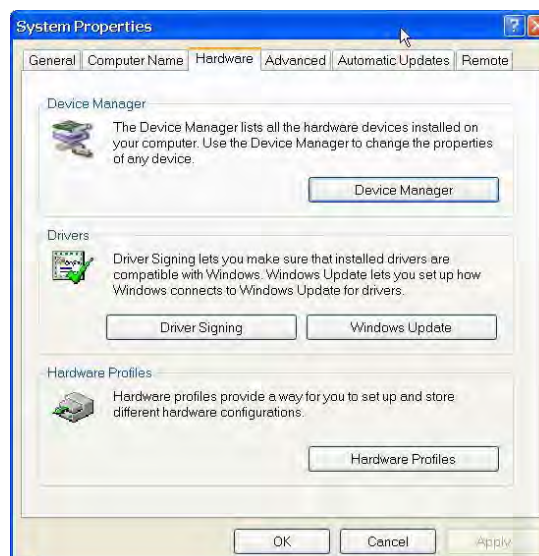 System Properties
General Computer Name Hardware Advanced Automatic Updates Remote
Device Manager
The Device Manager lists all the hardware devices installed on
your computer. Use the Device Manager to change the properties
of any device.
Device Manager
Drivers
Driver Signing lets you make sure that installed drivers are
compatible with Windows. Windows Update lets you set up how
Windows connects to Windows Update for drivers.
Driver Signing Windows Update
Hardware Profiles
Hardware profiles provide a way for you to set up and store
different hardware configurations.
Hardware Profiles
OK Cancel Apply